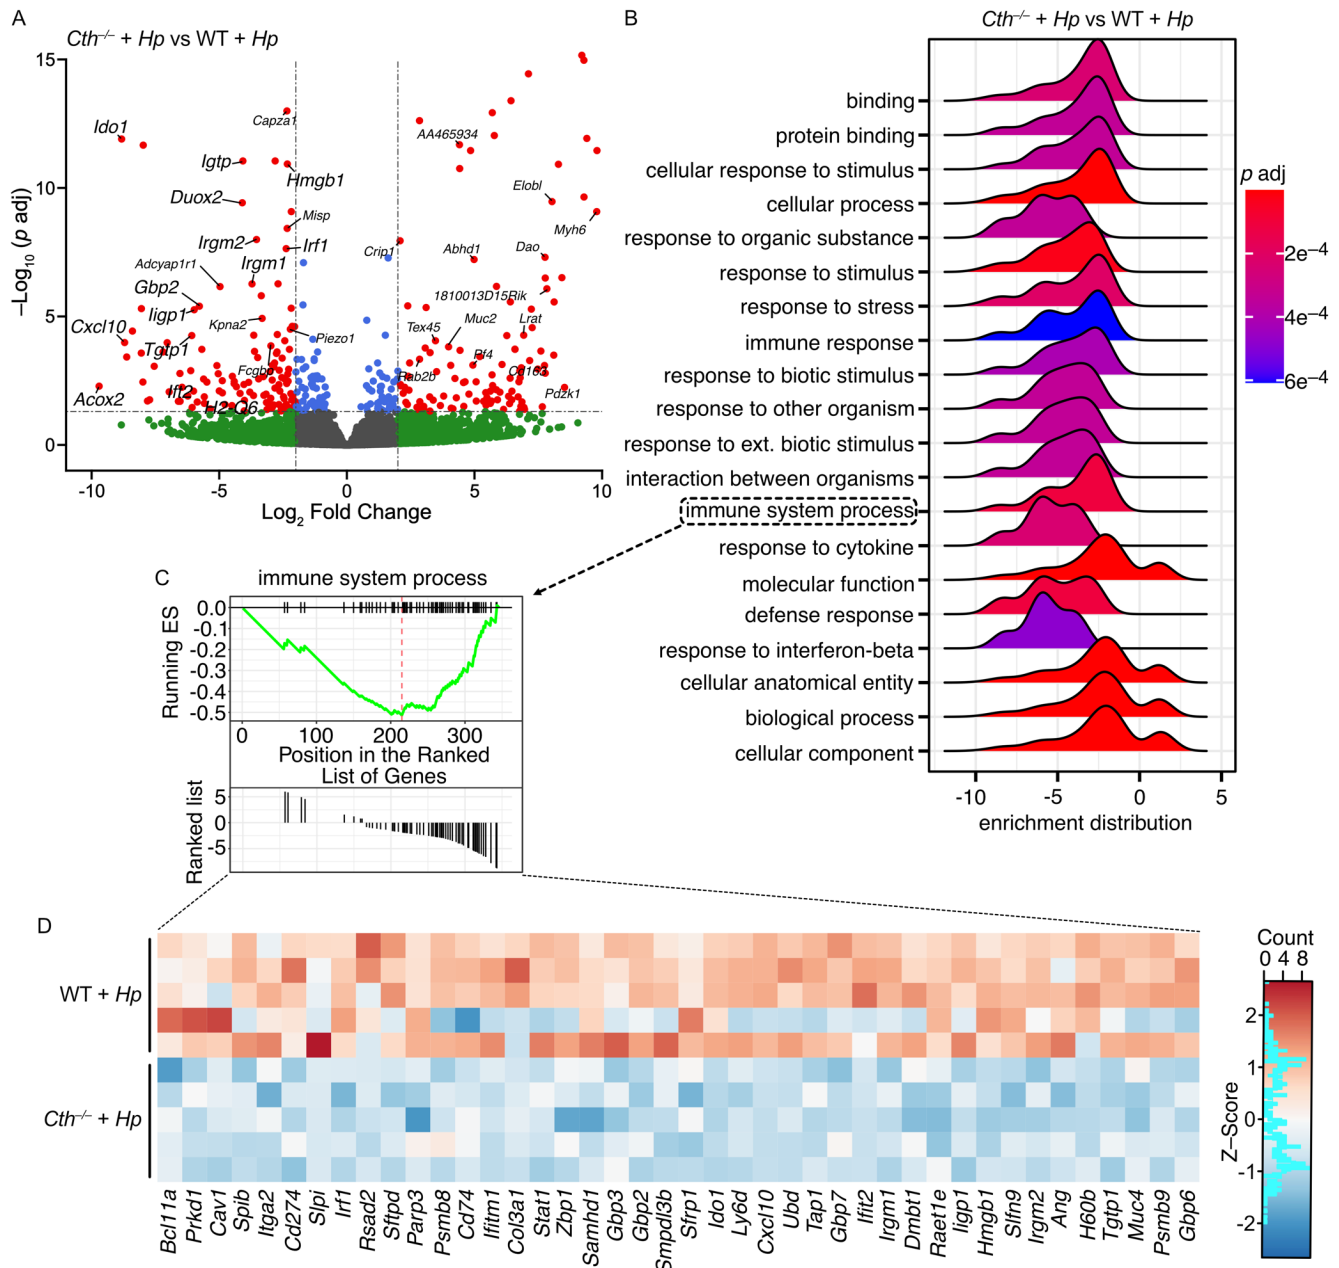 A
Cth–/– + Hp vs WT + Hp
15
10
5
0
–Log10 (p adj)
-10
-5
0
5
10
Log2 Fold Change
Ido1
Capza1
Igtp
Hmgb1
Duox2
Misp
Irgm2
Irf1
Adcyap1r1
Irgm1
Gbp2
Iigp1
Kpna2
Cxcl10
Tgtp1
Piezo1
Fcgbp
Ifit2
Acox2
H2-Q6
AA465934
Elobl
Myh6
Crip1
Abhd1
Dao
1810013D15Rik
Tex45
Muc2
Lrat
Pf4
Rab2b
Cd163
Pdzk1
B
Cth–/– + Hp vs WT + Hp
binding
protein binding
cellular response to stimulus
cellular process
response to organic substance
response to stimulus
response to stress
immune response
response to biotic stimulus
response to other organism
response to ext. biotic stimulus
interaction between organisms
immune system process
response to cytokine
molecular function
defense response
response to interferon-beta
cellular anatomical entity
biological process
cellular component
-10
-5
0
5
enrichment distribution
p adj
2e–4
4e–4
6e–4
C
immune system process
0.0
-0.1
-0.2
-0.3
-0.4
-0.5
Running ES
0
100
200
300
Position in the Ranked
List of Genes
5
0
-5
Ranked list
D
WT + Hp
Cth–/– + Hp
Bcl11a
Prkd1
Cav1
Spib
Itga2
Cd274
Slpi
Irf1
Rsad2
Sftpd
Parp3
Psmb8
Cd74
Ifitm1
Col3a1
Stat1
Zbp1
Samhd1
Gbp3
Gbp2
Smpdl3b
Sfrp1
Ido1
Ly6d
Cxcl10
Ubd
Tap1
Gbp7
Ifit2
Irgm1
Dmbt1
Raet1e
Iigp1
Hmgb1
Slfn9
Irgm2
Ang
H60b
Tgtp1
Muc4
Psmb9
Gbp6
Count
0 4 8
2
1
0
-1
-2
Z–Score